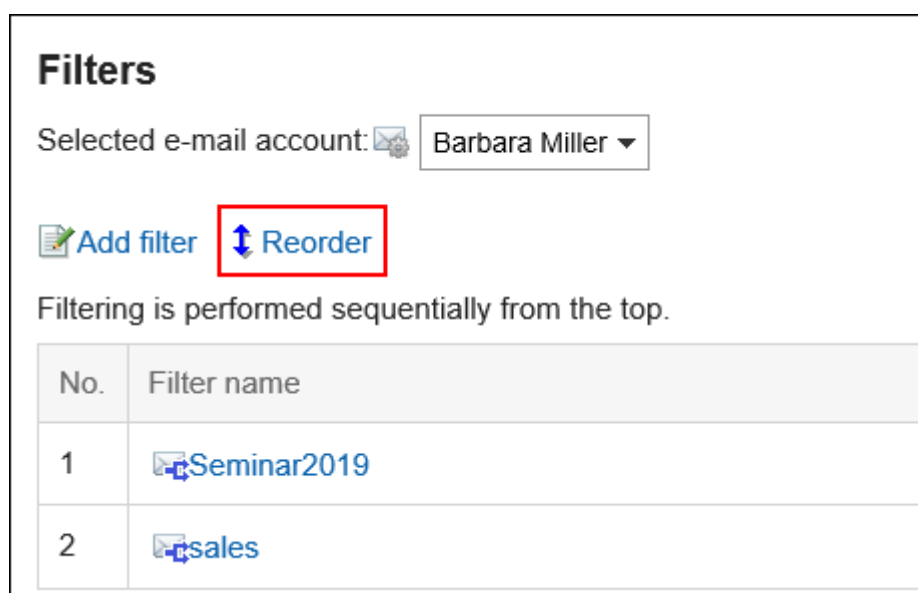 Filters
Selected e-mail account: Barbara Miller
Add filter Reorder
Filtering is performed sequentially from the top.
No. Filter name
1 Seminar2019
2 sales